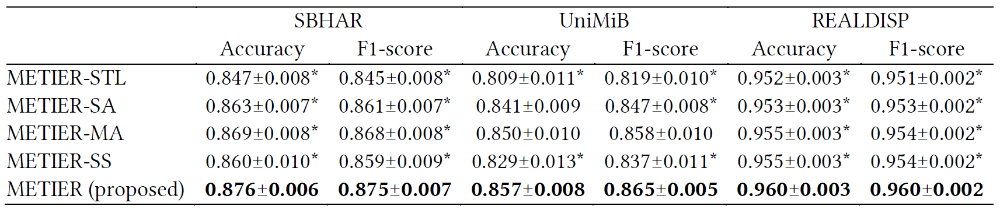 SBHAR UniMiB REALDISP
Accuracy F1-score Accuracy F1-score Accuracy F1-score
METIER-STL 0.847±0.008* 0.845±0.008* 0.809±0.011* 0.819±0.010* 0.952±0.003* 0.951±0.002*
METIER-SA 0.863±0.007* 0.861±0.007* 0.841±0.009 0.847±0.008* 0.953±0.003* 0.953±0.002*
METIER-MA 0.869±0.008* 0.868±0.008* 0.850±0.010 0.858±0.010 0.955±0.003* 0.954±0.002*
METIER-SS 0.860±0.010* 0.859±0.009* 0.829±0.013* 0.837±0.011* 0.955±0.003* 0.954±0.002*
METIER (proposed) 0.876±0.006 0.875±0.007 0.857±0.008 0.865±0.005 0.960±0.003 0.960±0.002